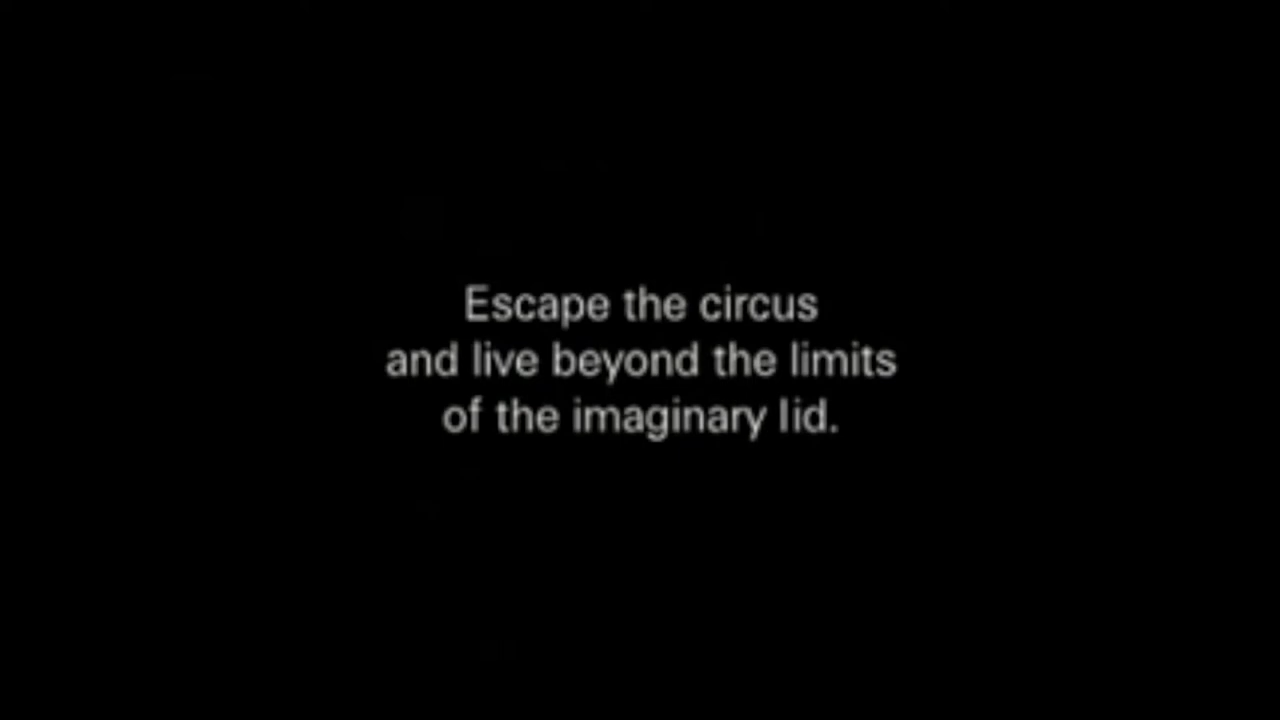 Escape the circus
and live beyond the limits
of the imaginary lid.